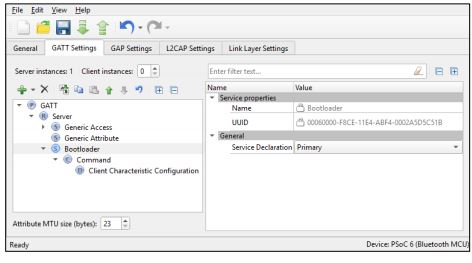 File Edit View Help
General GATT Settings GAP Settings L2CAP Settings Link Layer Settings
Server instances: 1 Client instances: 0
Enter filter text...
GATT
Server
Generic Access
Generic Attribute
Bootloader
Command
Client Characteristic Configuration
Attribute MTU size (bytes): 23
Name Value
Service properties
Name Bootloader
UUID 00060000-F8CE-11E4-ABF4-0002A5D5C51B
General
Service Declaration Primary
Ready Device: PSoC 6 (Bluetooth MCU)